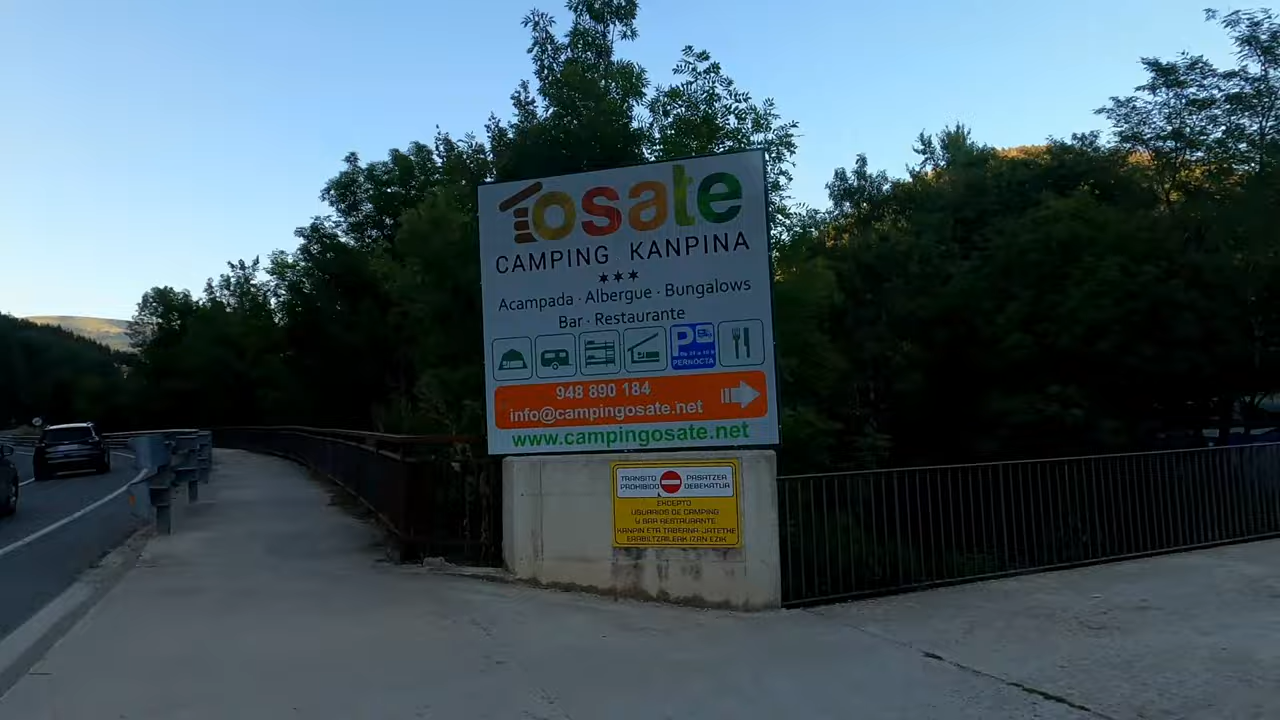 osate
CAMPING KANPINA
★★★
Acampada · Albergue · Bungalows
Bar · Restaurante
P
PERNOCTA
948 890 184
info@campingosate.net
www.campingosate.net
TRANSITO PROHIBIDO
PASATZEA DEBEKATUA
EXCEPTO
USUARIOS DE CAMPING
Y BAR RESTAURANTE
KANPIN ETA TABERNA-JATETXE
ERABILTZAILEAK IZAN EZIK